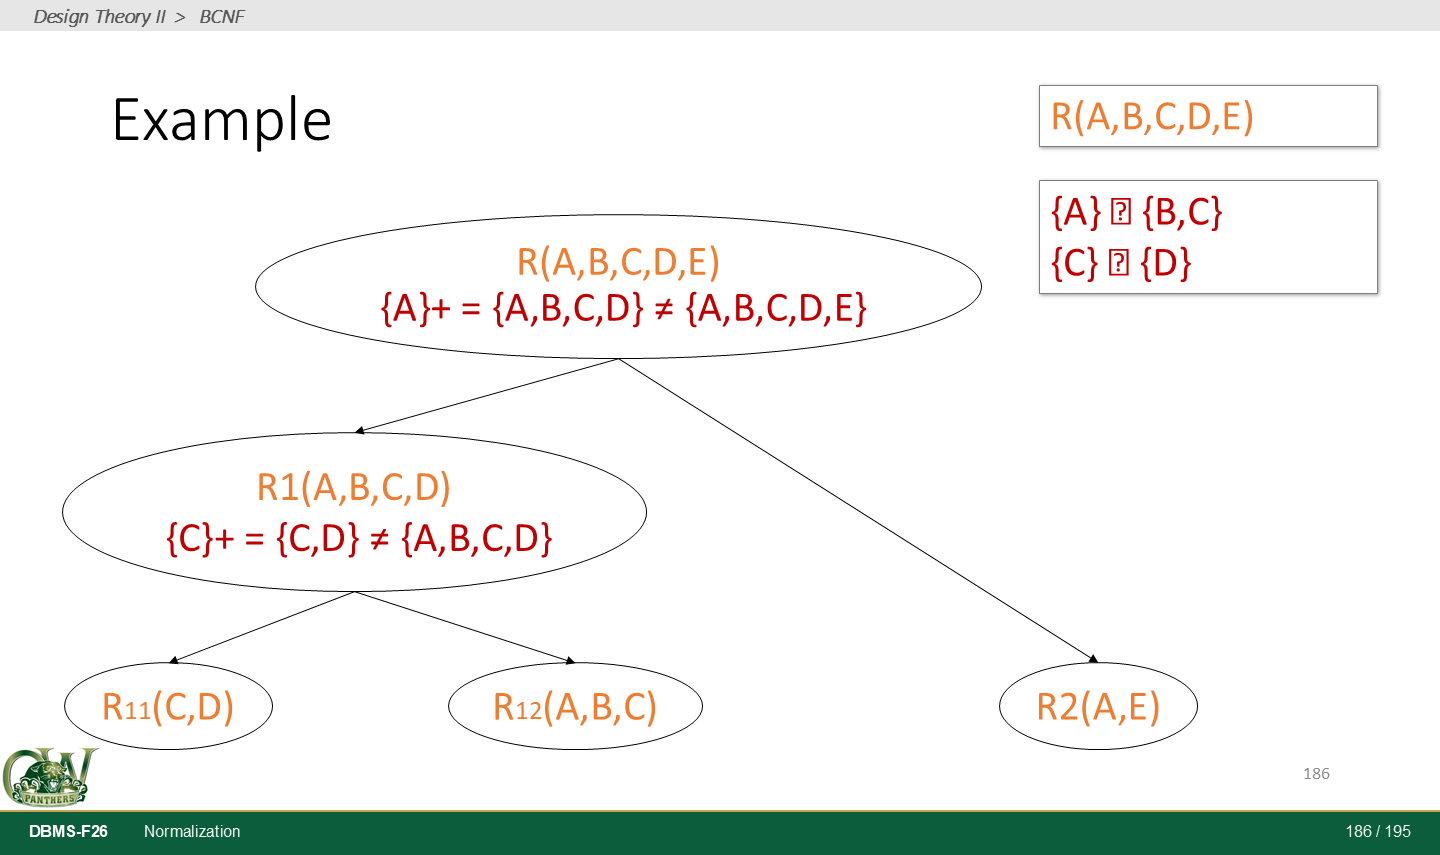 Design Theory II > BCNF
Example
R(A,B,C,D,E)
{A} ⍰ {B,C}
{C} ⍰ {D}
R(A,B,C,D,E)
{A}+ = {A,B,C,D} ≠ {A,B,C,D,E}
R1(A,B,C,D)
{C}+ = {C,D} ≠ {A,B,C,D}
R11(C,D)
R12(A,B,C)
R2(A,E)
PANTHERS
186
DBMS-F26 Normalization 186 / 195